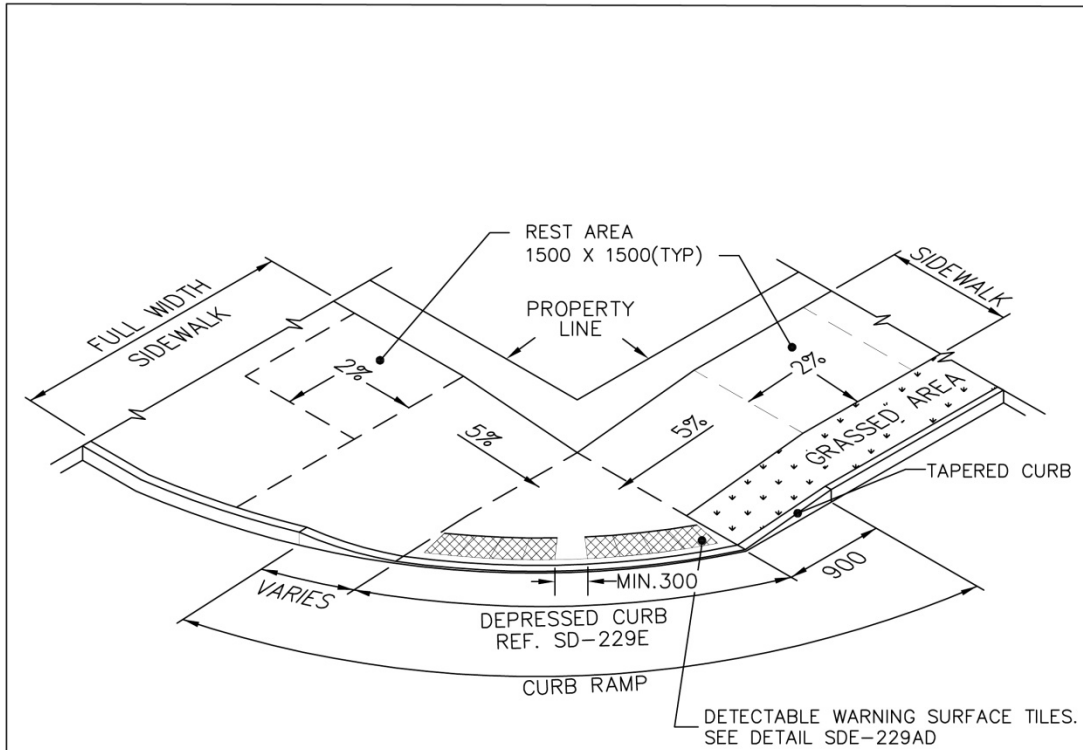 REST AREA
1500 X 1500(TYP)
PROPERTY
LINE
FULL WIDTH
SIDEWALK
SIDEWALK
2%
2%
5%
5%
GRASSED AREA
TAPERED CURB
900
MIN.300
VARIES
DEPRESSED CURB
REF. SD-229E
CURB RAMP
DETECTABLE WARNING SURFACE TILES.
SEE DETAIL SDE-229AD